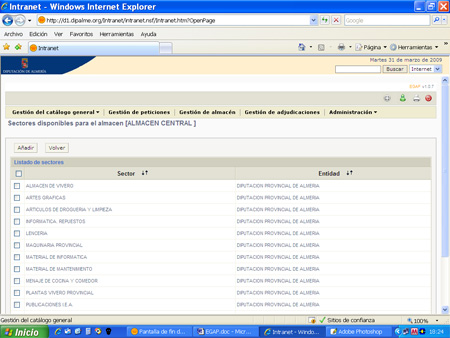 Intranet - Windows Internet Explorer
http://d1.dipalme.org/Intranet/intranet.nsf/Intranet.htm?OpenPage
Google
Archivo Edición Ver Favoritos Herramientas Ayuda
Intranet
Página Herramientas
Martes 31 de marzo de 2009
DIPUTACIÓN DE ALMERÍA
Buscar Internet
EGAP v1.0.7
Gestión del catálogo general Gestión de peticiones Gestión de almacén Gestión de adjudicaciones Administración
Sectores disponibles para el almacen [ALMACEN CENTRAL ]
Añadir Volver
Listado de sectores
Sector Entidad
ALMACEN DE VIVERO DIPUTACION PROVINCIAL DE ALMERIA
ARTES GRAFICAS DIPUTACION PROVINCIAL DE ALMERIA
ARTICULOS DE DROGUERIA Y LIMPIEZA DIPUTACION PROVINCIAL DE ALMERIA
INFORMATICA. REPUESTOS DIPUTACION PROVINCIAL DE ALMERIA
LENCERIA DIPUTACION PROVINCIAL DE ALMERIA
MAQUINARIA PROVINCIAL DIPUTACION PROVINCIAL DE ALMERIA
MATERIAL DE INFORMATICA DIPUTACION PROVINCIAL DE ALMERIA
MATERIAL DE MANTENIMIENTO DIPUTACION PROVINCIAL DE ALMERIA
MENAJE DE COCINA Y COMEDOR DIPUTACION PROVINCIAL DE ALMERIA
PLANTAS VIVERO PROVINCIAL DIPUTACION PROVINCIAL DE ALMERIA
PUBLICACIONES I.E.A. DIPUTACION PROVINCIAL DE ALMERIA
Gestión del catálogo general Sitios de confianza 100%
Inicio Pantalla de fin d... EGAP.doc - Micr... Intranet - Windo... Adobe Photoshop 18:24